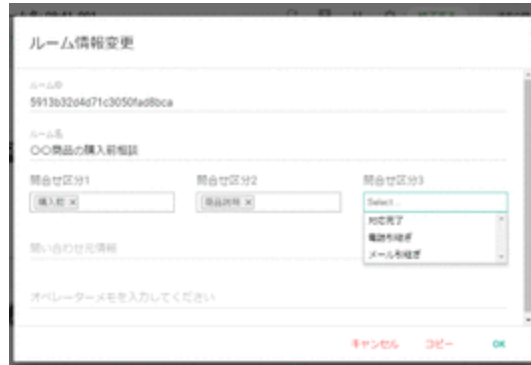 ルーム情報変更
ルームID
5913b32d4d71c3050fad8bca
ルーム名
〇〇商品の購入前相談
問合せ区分1
問合せ区分2
問合せ区分3
購入前 ×
商品説明 ×
Select...
対応完了
電話引継ぎ
メール引継ぎ
問い合わせ元情報
オペレーターメモを入力してください
キャンセル
コピー
OK